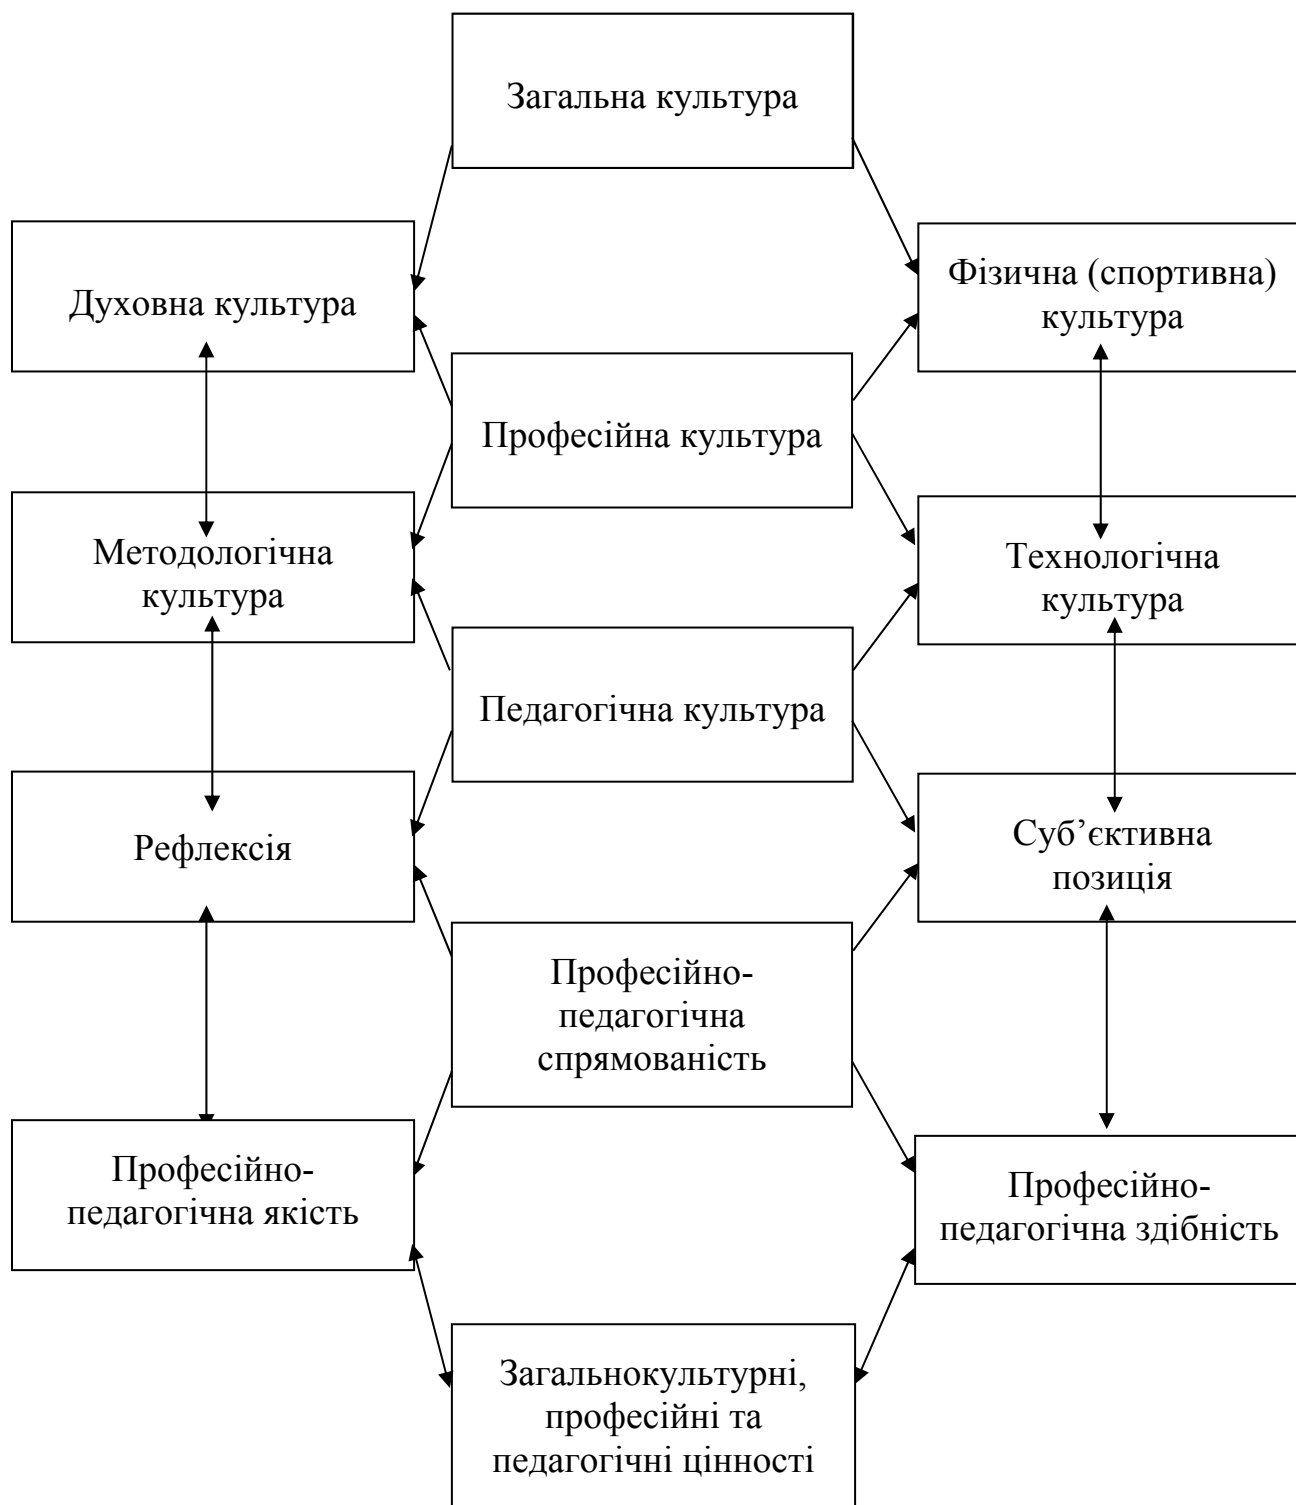 Загальна культура
Духовна культура
Фізична (спортивна)
культура
Професійна культура
Методологічна
культура
Технологічна
культура
Педагогічна культура
Рефлексія
Суб’єктивна
позиція
Професійно-
педагогічна
спрямованість
Професійно-
педагогічна якість
Професійно-
педагогічна здібність
Загальнокультурні,
професійні та
педагогічні цінності